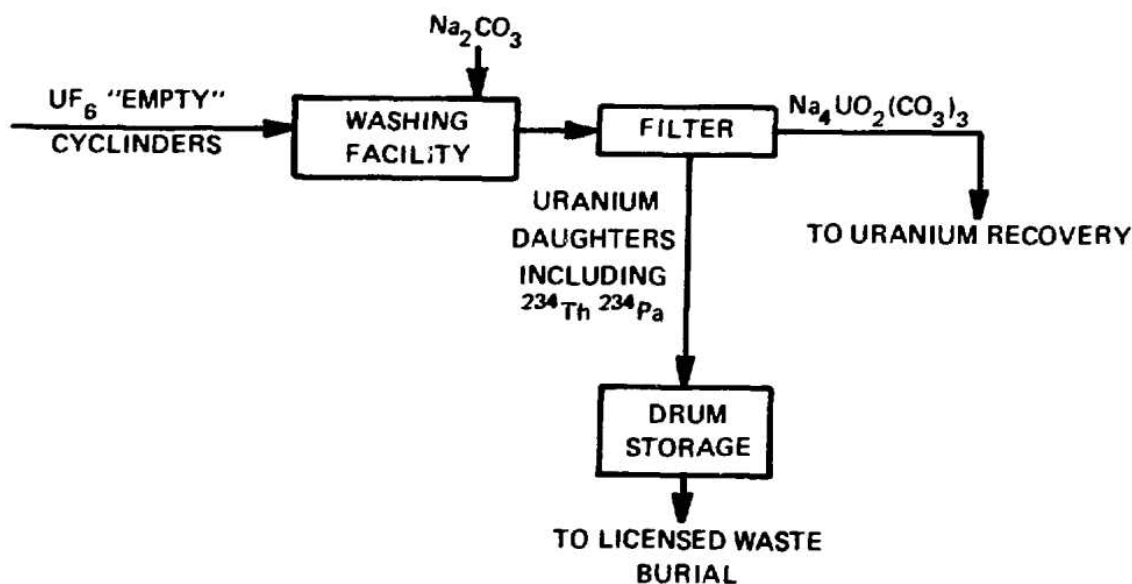 Na₂CO₃
UF₆ "EMPTY"
CYCLINDERS
WASHING
FACILITY
FILTER
Na₄UO₂(CO₃)₃
URANIUM
DAUGHTERS
INCLUDING
²³⁴Th ²³⁴Pa
TO URANIUM RECOVERY
DRUM
STORAGE
TO LICENSED WASTE
BURIAL